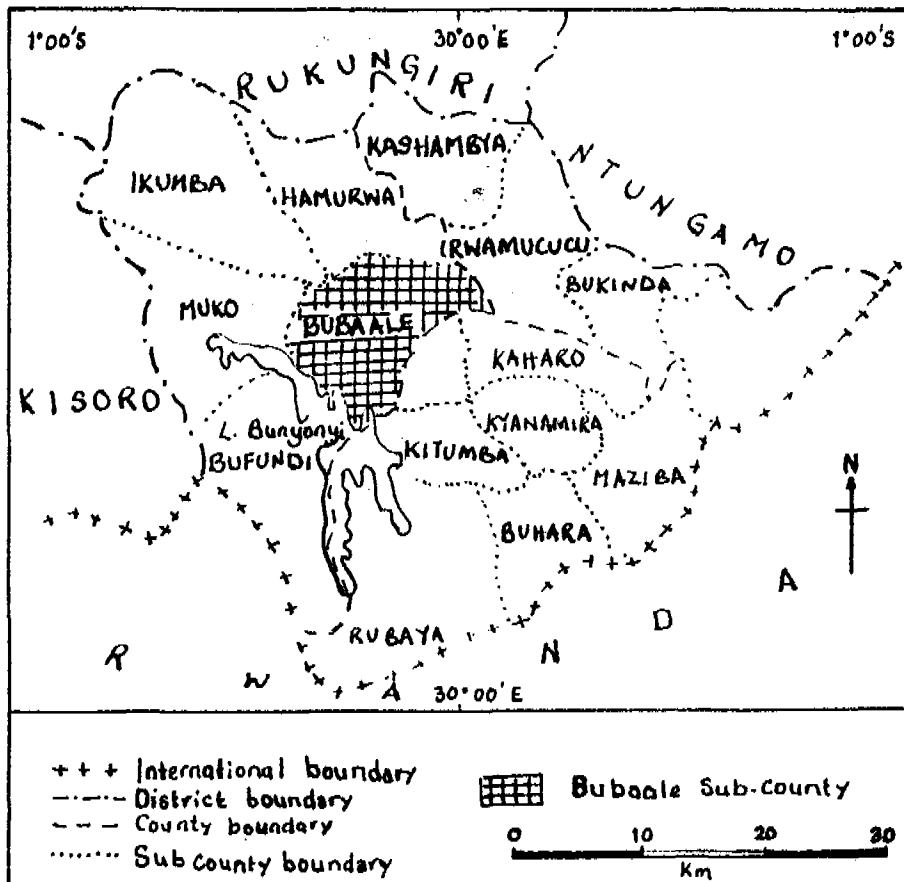 1°00'S 30°00'E 1°00'S
RUKUNGIRI
KASHAMBYA
NTUNGAMO
IKUMBA
HAMURWA
RWAMUCUCU
BUKINDA
MUKO
BUBAALE
KAHARO
KISORO
L. Bunyonyi
KYANAMIRA
BUFUNDI
KITUMBA
MAZIBA
N
BUHARA
RUBAYA
RWANDA
30°00'E
+ + + International boundary
District boundary
County boundary
Sub county boundary
Bubaale Sub-County
0 10 20 30
Km